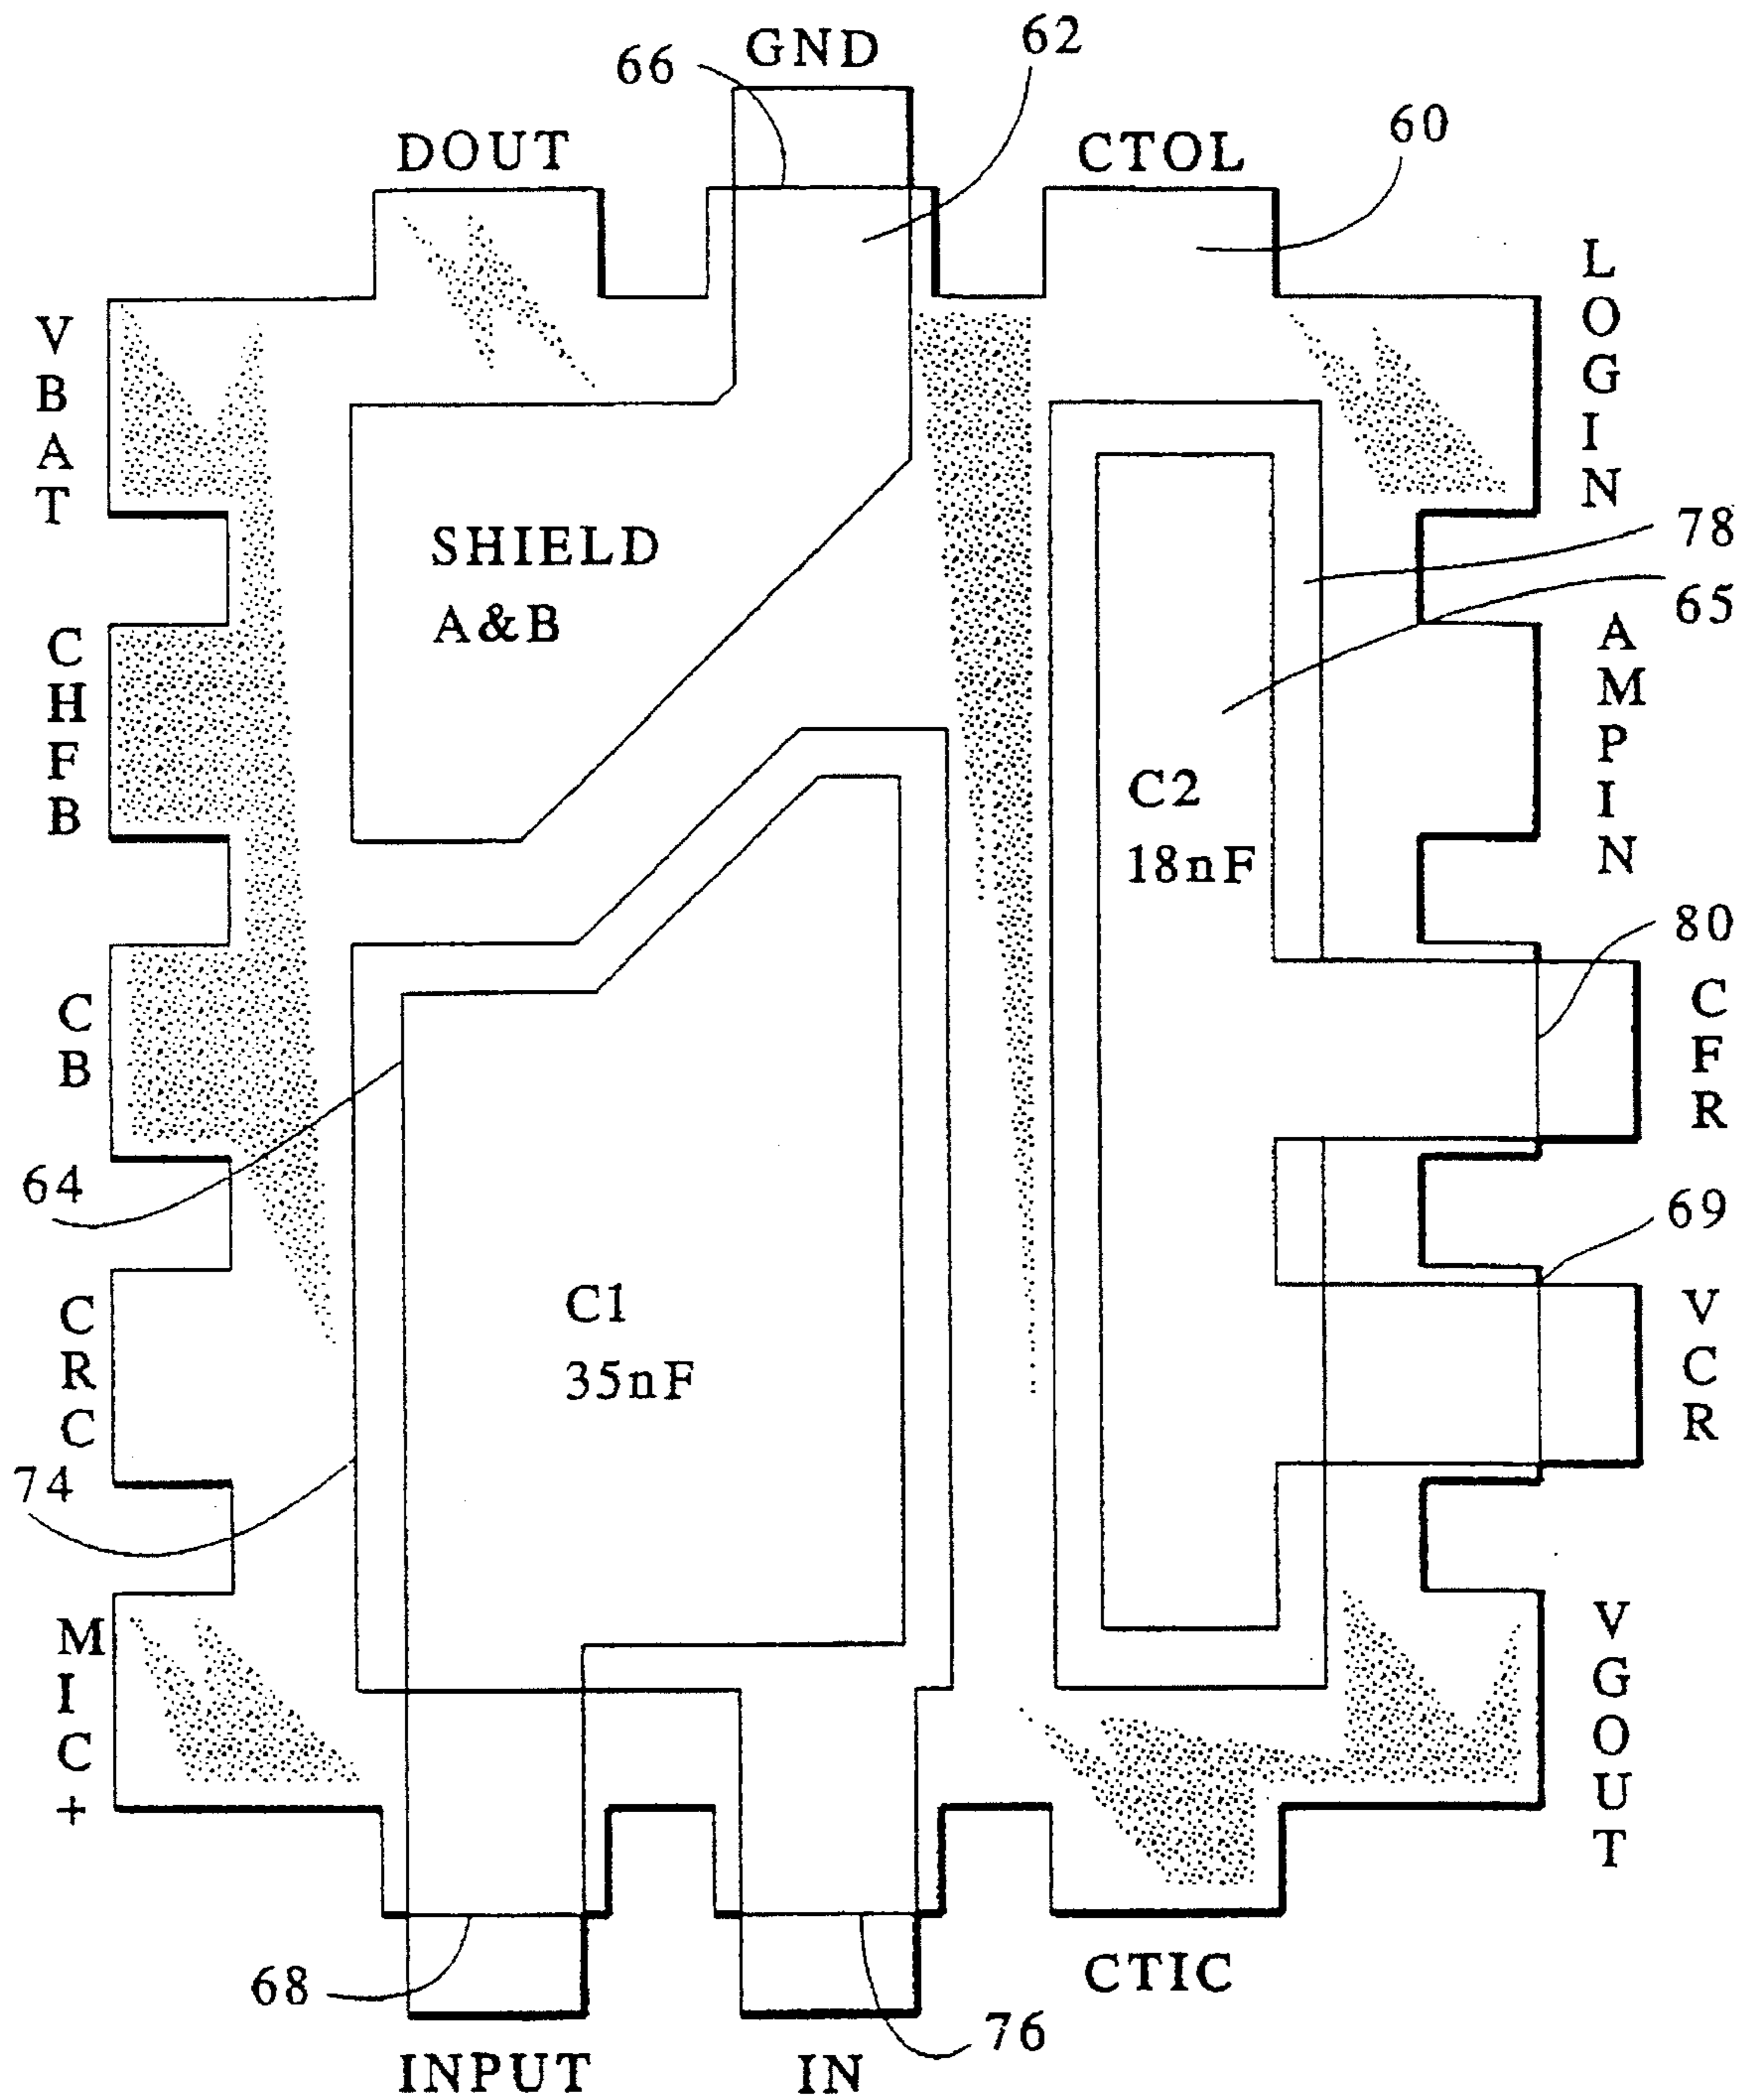 GND
62
66
DOUT
CTOL
60
VBAT
LOGIN
SHIELD
A&B
78
65
CHFB
AMPIN
C2
18nF
80
CB
CFR
64
69
C1
35nF
CRC
VCR
74
MIC+
VGOUT
68
CTIC
76
INPUT
IN